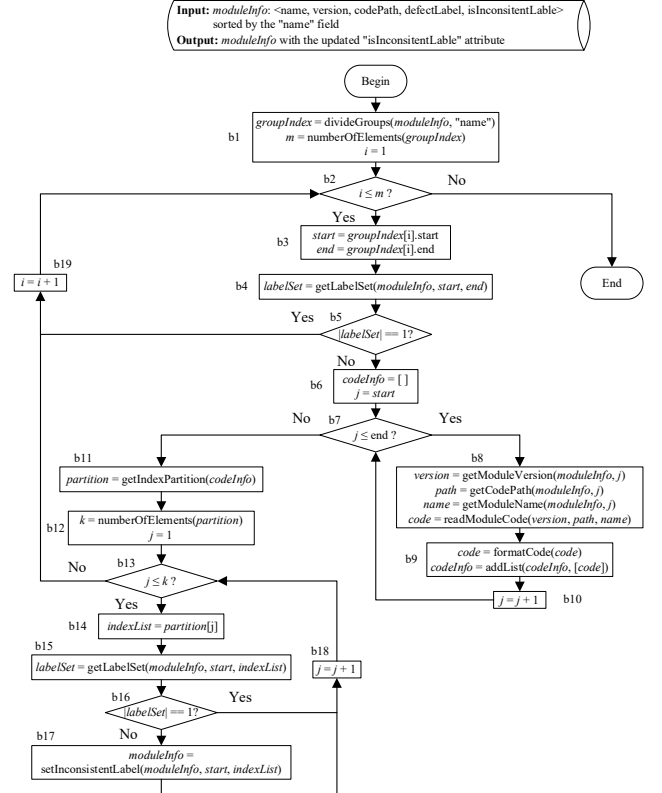 Input: moduleInfo: <name, version, codePath, defectLabel, isInconsitentLable>
sorted by the "name" field
Output: moduleInfo with the updated "isInconsitentLable" attribute
Begin
b1
groupIndex = divideGroups(moduleInfo, "name")
m = numberOfElements(groupIndex)
i = 1
b2
i ≤ m ?
No
Yes
b3
start = groupIndex[i].start
end = groupIndex[i].end
End
b19
i = i + 1
b4
labelSet = getLabelSet(moduleInfo, start, end)
b5
Yes
|labelSet| == 1?
No
b6
codeInfo = [ ]
j = start
b7
No
j ≤ end ?
Yes
b8
version = getModuleVersion(moduleInfo, j)
path = getCodePath(moduleInfo, j)
name = getModuleName(moduleInfo, j)
code = readModuleCode(version, path, name)
b9
code = formatCode(code)
codeInfo = addList(codeInfo, [code])
j = j + 1
b10
b11
partition = getIndexPartition(codeInfo)
b12
k = numberOfElements(partition)
j = 1
b13
No
j ≤ k ?
Yes
b14
indexList = partition[j]
b15
labelSet = getLabelSet(moduleInfo, start, indexList)
b18
j = j + 1
b16
|labelSet| == 1?
Yes
No
b17
moduleInfo =
setInconsistentLabel(moduleInfo, start, indexList)